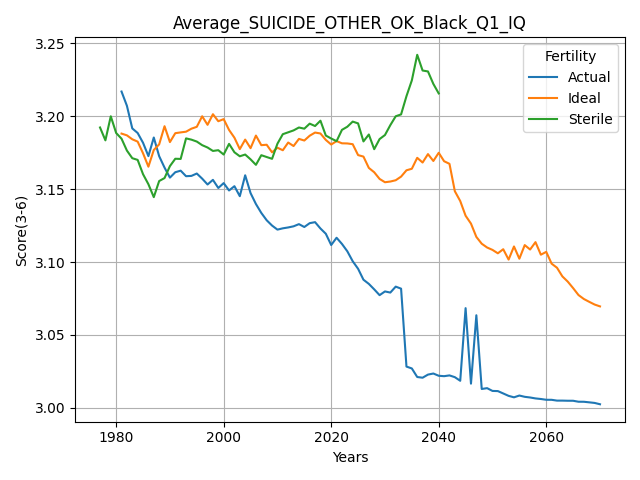 Average_SUICIDE_OTHER_OK_Black_Q1_IQ
Fertility
Actual
Ideal
Sterile
Score(3-6)
3.25
3.20
3.15
3.10
3.05
3.00
1980 2000 2020 2040 2060
Years